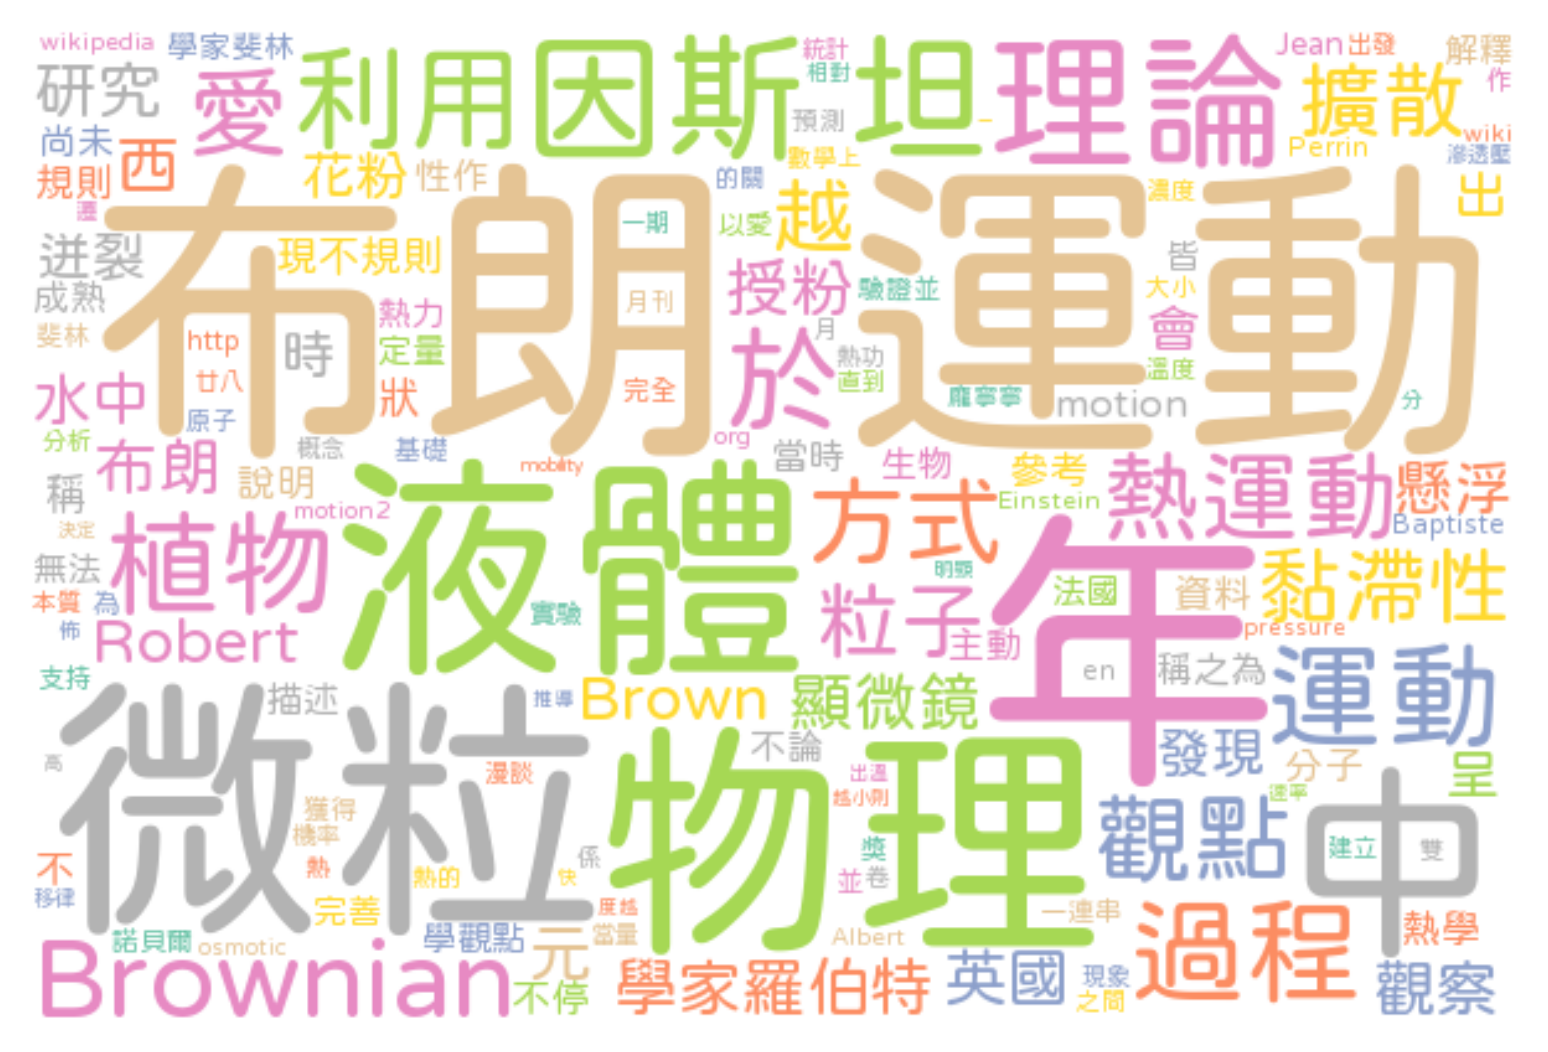 wikipedia 學家斐林 愛 利用因斯坦 理論 統計 相對 Jean 出發 解釋 作
研究 預測 擴散 wiki
尚未 西 花粉 性作 數學上 Perrin 滲透壓
規則 的關 越 濃度 出
布朗運動
迸裂 現不規則 一期 以愛 皆
成熟 熱力 月刊 授粉 驗證並 大小
斐林 http 時 定量 於 月 會
廿八 狀 完全 熱功 直到 溫度
水中 原子 龐寧寧 motion 分
分析 布朗 概念 基礎 mobility org 當時 生物 參考 熱運動 懸浮
稱 說明 液體 方式 Einstein Baptiste
決定 植物 motion2 年
無法 明顯 法國 資料 黏滯性
本質 為 實驗 粒子 主動 pressure
佈 Robert en 稱之為 運動
支持 描述 推導 Brown 顯微鏡
微粒 物理 不論 發現 分子 呈
高 漫談 出溫 速率 中
獲得 越小則 觀點
機率 獎 建立 雙
不 熱 熱的 快 係 並 卷
移律 完善 度越 一連串 過程 熱學
諾貝爾 osmotic 學觀點 元 當量 Albert
Brownian 不停 學家羅伯特 英國 現象 之間 觀察